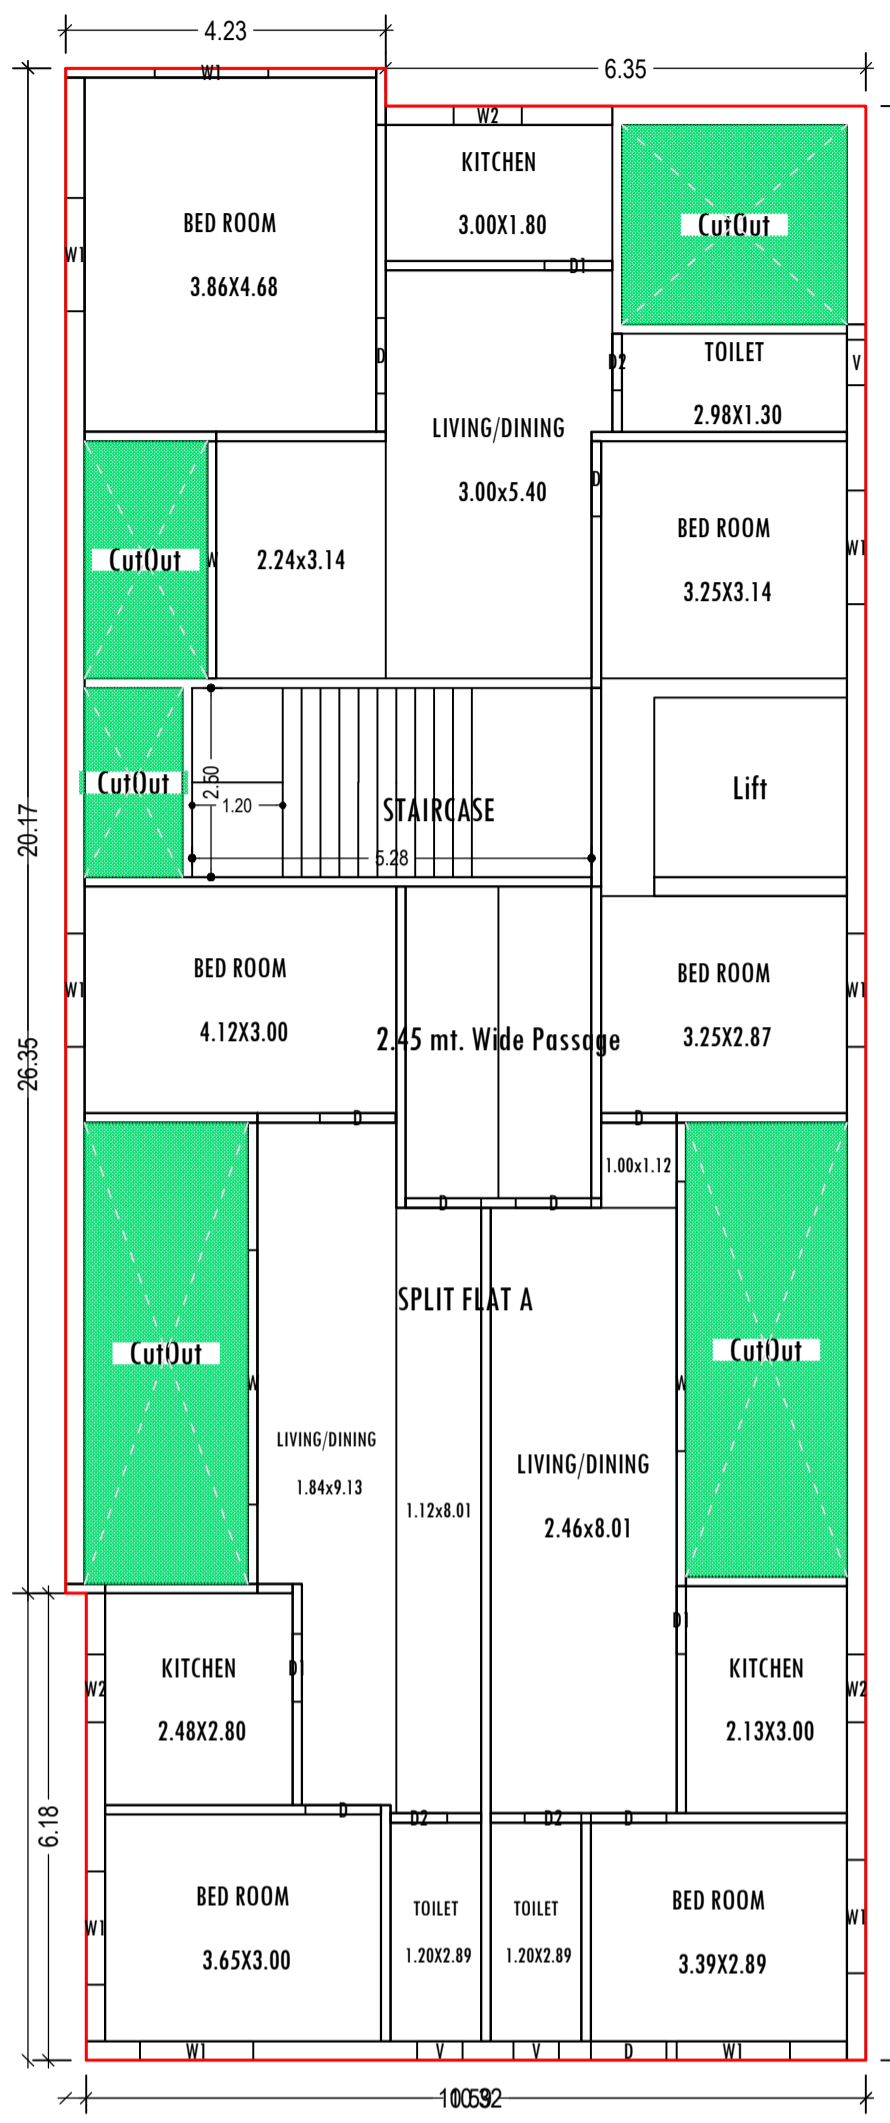 4.23
6.35
W1
W2
KITCHEN
3.00X1.80
CutOut
BED ROOM
3.86X4.68
W1
D1
D
D2
TOILET
2.98X1.30
V
LIVING/DINING
3.00x5.40
D
BED ROOM
3.25X3.14
W1
CutOut
W
2.24x3.14
CutOut
2.50
1.20
STAIRCASE
5.28
Lift
20.17
26.35
BED ROOM
4.12X3.00
W1
2.45 mt. Wide Passage
BED ROOM
3.25X2.87
W1
D
D
1.00x1.12
D
D
SPLIT FLAT A
CutOut
W
CutOut
W
LIVING/DINING
1.84x9.13
1.12x8.01
LIVING/DINING
2.46x8.01
D1
KITCHEN
2.48X2.80
W2
D1
KITCHEN
2.13X3.00
W2
6.18
D
D2
D2
D
BED ROOM
3.65X3.00
W1
TOILET
1.20X2.89
TOILET
1.20X2.89
BED ROOM
3.39X2.89
W1
W1
V
V
D
W1